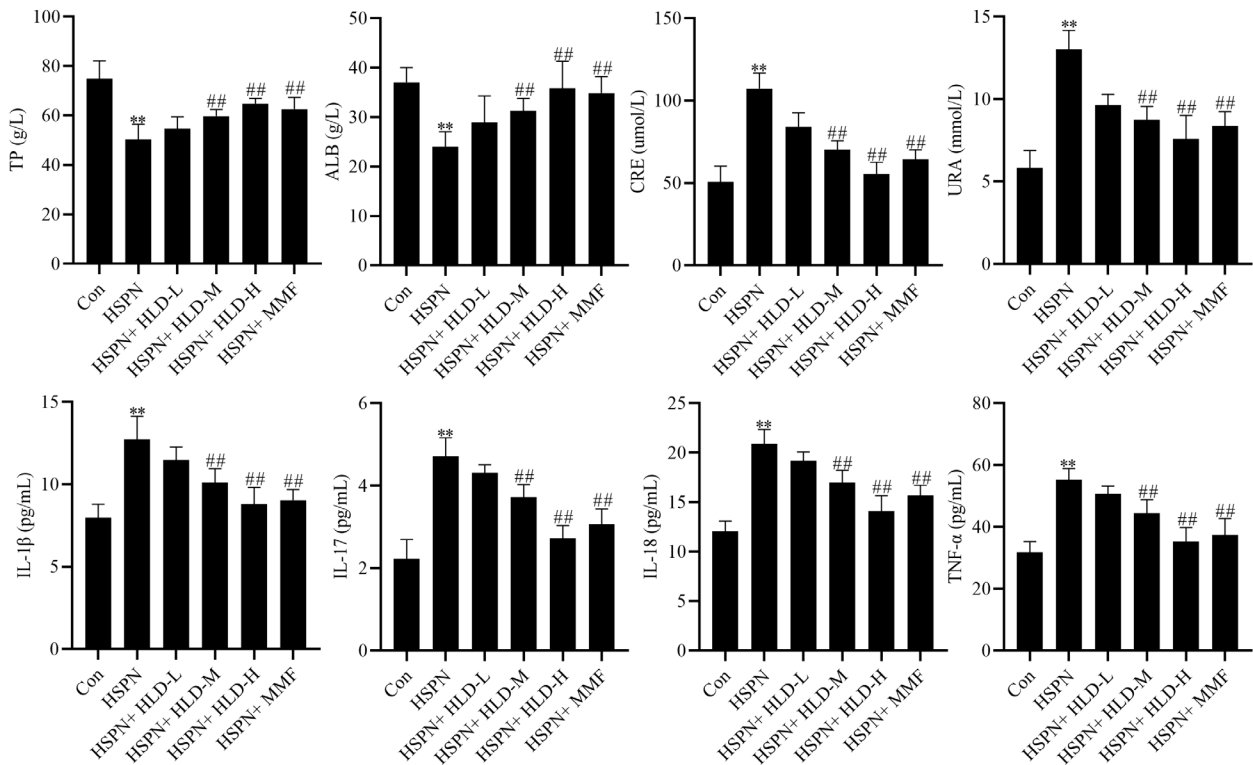 TP (g/L)
100
80
60
40
20
0
**
##
##
##
Con
HSPN
HSPN+ HLD-L
HSPN+ HLD-M
HSPN+ HLD-H
HSPN+ MMF
ALB (g/L)
50
40
30
20
10
0
**
##
##
##
Con
HSPN
HSPN+ HLD-L
HSPN+ HLD-M
HSPN+ HLD-H
HSPN+ MMF
CRE (umol/L)
150
100
50
0
**
##
##
##
Con
HSPN
HSPN+ HLD-L
HSPN+ HLD-M
HSPN+ HLD-H
HSPN+ MMF
URA (mmol/L)
15
10
5
0
**
##
##
##
Con
HSPN
HSPN+ HLD-L
HSPN+ HLD-M
HSPN+ HLD-H
HSPN+ MMF
IL-1β (pg/mL)
15
10
5
0
**
##
##
##
Con
HSPN
HSPN+ HLD-L
HSPN+ HLD-M
HSPN+ HLD-H
HSPN+ MMF
IL-17 (pg/mL)
6
4
2
0
**
##
##
##
Con
HSPN
HSPN+ HLD-L
HSPN+ HLD-M
HSPN+ HLD-H
HSPN+ MMF
IL-18 (pg/mL)
25
20
15
10
5
0
**
##
##
##
Con
HSPN
HSPN+ HLD-L
HSPN+ HLD-M
HSPN+ HLD-H
HSPN+ MMF
TNF-α (pg/mL)
80
60
40
20
0
**
##
##
##
Con
HSPN
HSPN+ HLD-L
HSPN+ HLD-M
HSPN+ HLD-H
HSPN+ MMF